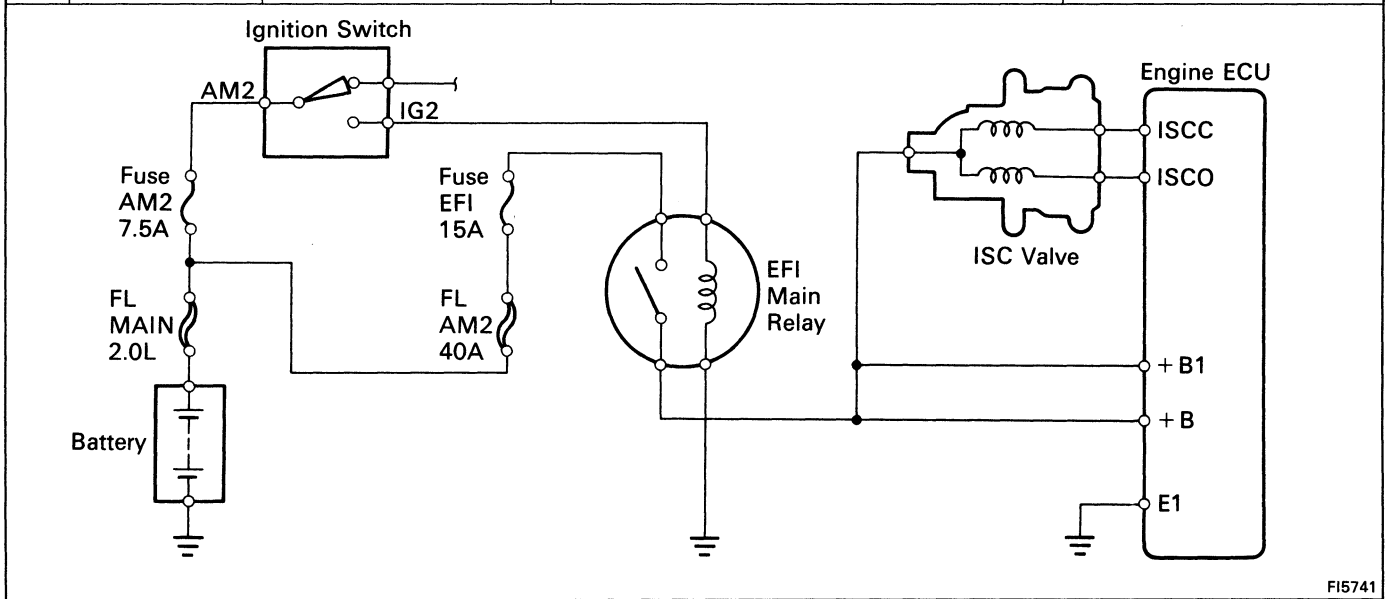 Ignition Switch
AM2
IG2
Fuse
AM2
7.5A
FL
MAIN
2.0L
Battery
Fuse
EFI
15A
FL
AM2
40A
EFI
Main
Relay
ISC Valve
Engine ECU
ISCC
ISCO
+B1
+B
E1
FI5741